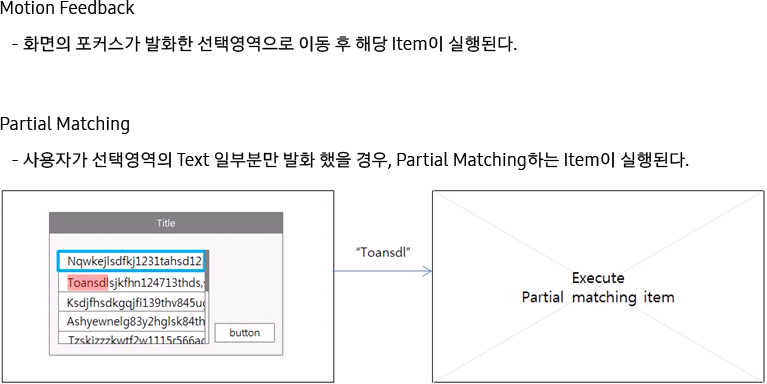 Motion Feedback
- 화면의 포커스가 발화한 선택영역으로 이동 후 해당 Item이 실행된다.
Partial Matching
- 사용자가 선택영역의 Text 일부분만 발화 했을 경우, Partial Matching하는 Item이 실행된다.
Title
Nqwkejlsdfkj1231tahsd12
Toansdlsjkfhn124713thds,
Ksdjfhsdkgqjfi139thv845u
Ashyewnelg83y2hglsk84th
button
"Toansdl"
Execute
Partial matching item